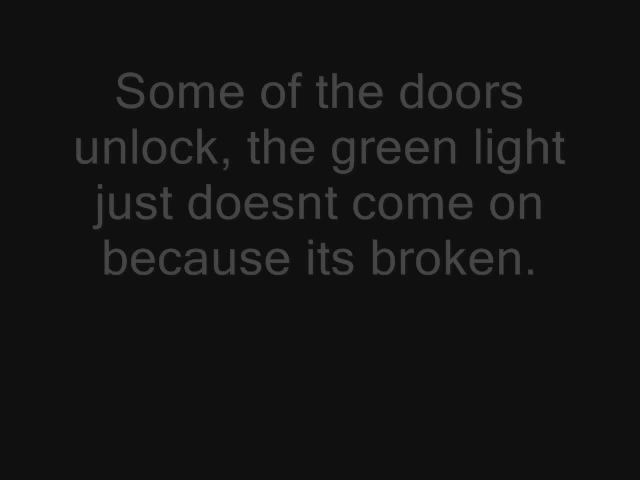 Some of the doors
unlock, the green light
just doesnt come on
because its broken.